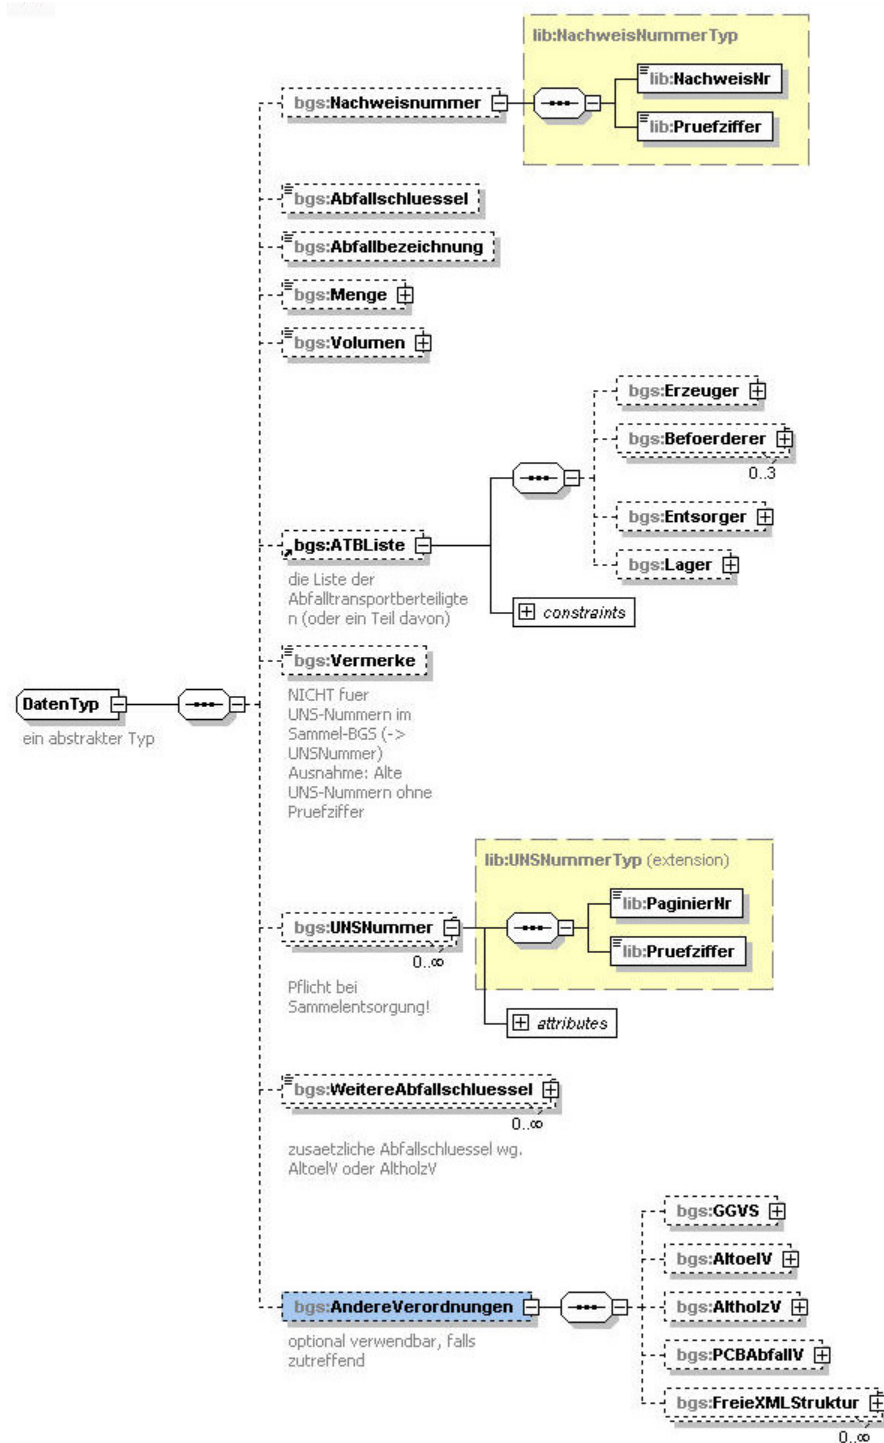 lib:NachweisNummerTyp
bgs:Nachweisnummer
lib:NachweisNr
lib:Pruefziffer
bgs:Abfallschluessel
bgs:Abfallbezeichnung
bgs:Menge
bgs:Volumen
bgs:ATBListe
die Liste der
Abfalltransportberteiligte
n (oder ein Teil davon)
bgs:Erzeuger
bgs:Befoerderer
0..3
bgs:Entsorger
bgs:Lager
constraints
DatenTyp
ein abstrakter Typ
bgs:Vermerke
NICHT fuer
UNS-Nummern im
Sammel-BGS (->
UNSNummer)
Ausnahme: Alte
UNS-Nummern ohne
Pruefziffer
lib:UNSNummerTyp (extension)
bgs:UNSNummer
0..∞
Pflicht bei
Sammelentsorgung!
lib:PaginierNr
lib:Pruefziffer
attributes
bgs:WeitereAbfallschluessel
0..∞
zusaetzliche Abfallschluessel wg.
AltoelV oder AltholzV
bgs:AndereVerordnungen
optional verwendbar, falls
zutreffend
bgs:GGVS
bgs:AltoelV
bgs:AltholzV
bgs:PCBAbfallV
bgs:FreieXMLStruktur
0..∞